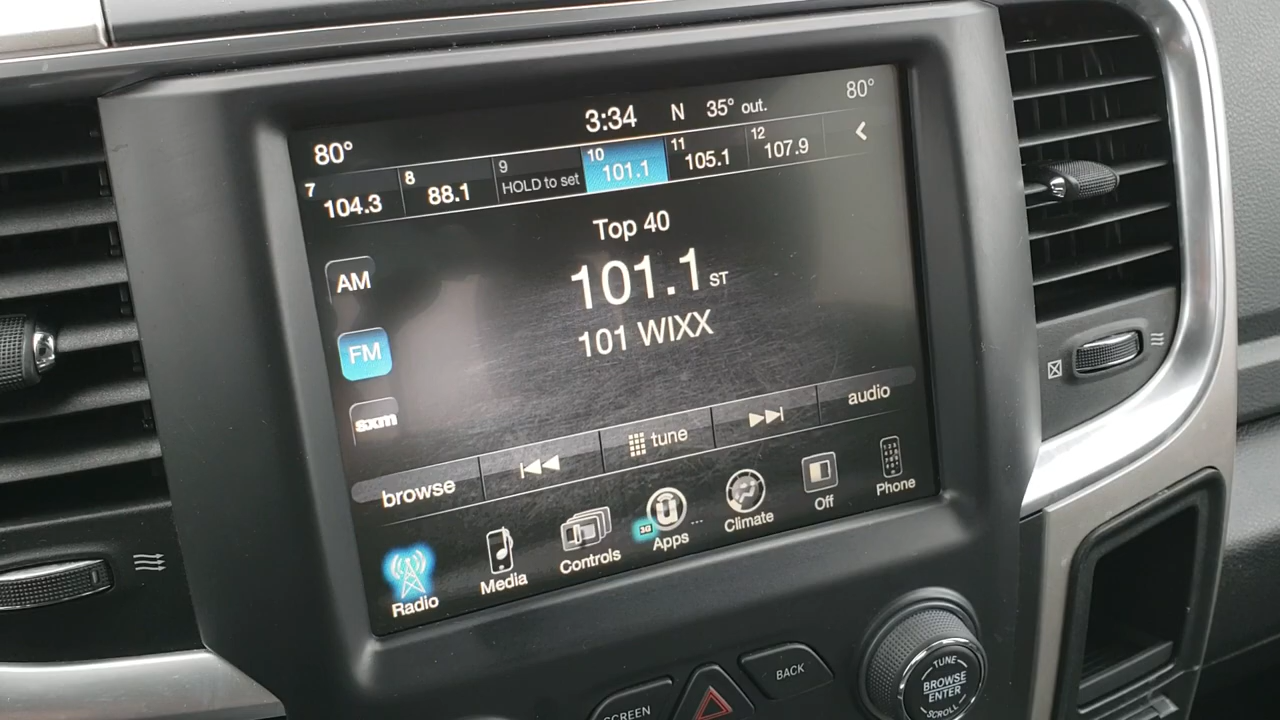 80° 3:34 N 35° out. 80°
7 104.3 8 88.1 9 HOLD to set 10 101.1 11 105.1 12 107.9
Top 40
AM
101.1 ST
101 WIXX
FM
sxm
browse tune audio
Radio Media Controls 3G Apps ... Climate Off Phone
SCREEN BACK
TUNE
BROWSE
ENTER
SCROLL